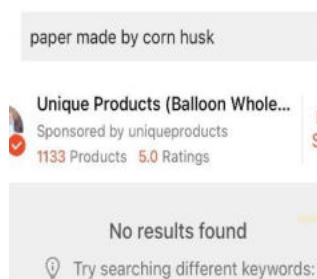 paper made by corn husk
Unique Products (Balloon Whole...
Sponsored by uniqueproducts
1133 Products 5.0 Ratings
No results found
Try searching different keywords: